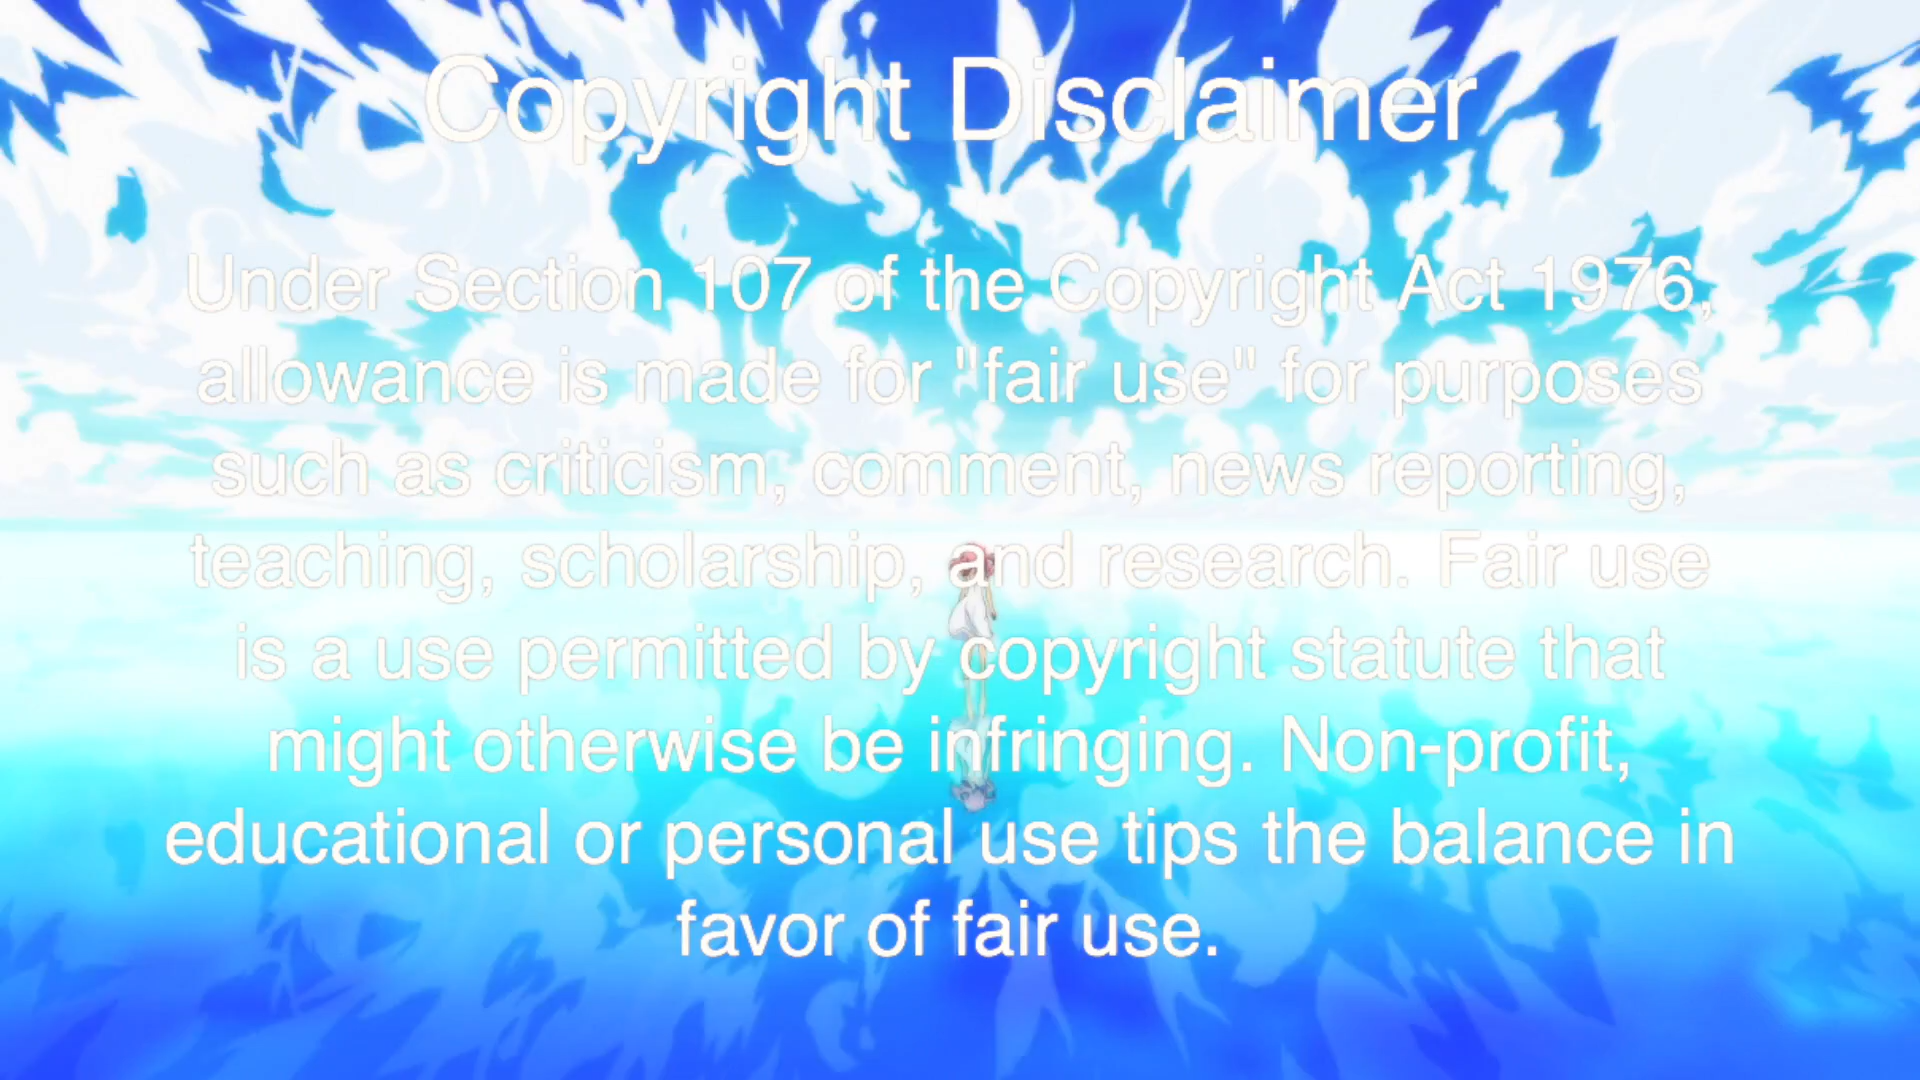 Copyright Disclaimer
Under Section 107 of the Copyright Act 1976,
allowance is made for "fair use" for purposes
such as criticism, comment, news reporting,
teaching, scholarship, and research. Fair use
is a use permitted by copyright statute that
might otherwise be infringing. Non-profit,
educational or personal use tips the balance in
favor of fair use.